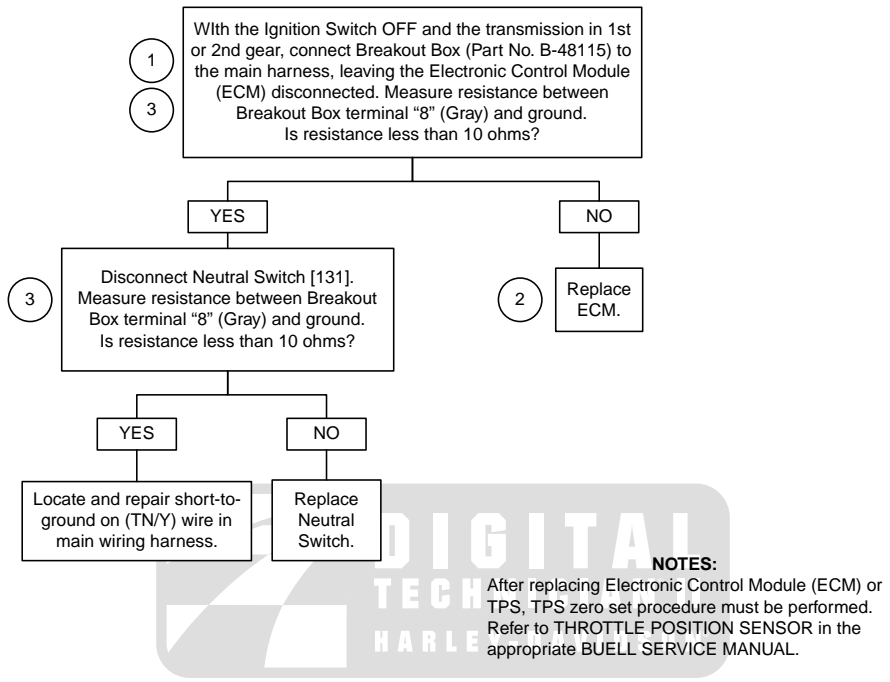 WIth the Ignition Switch OFF and the transmission in 1st
or 2nd gear, connect Breakout Box (Part No. B-48115) to
the main harness, leaving the Electronic Control Module
(ECM) disconnected. Measure resistance between
Breakout Box terminal “8” (Gray) and ground.
Is resistance less than 10 ohms?
1
3
YES
NO
3
Disconnect Neutral Switch [131].
Measure resistance between Breakout
Box terminal “8” (Gray) and ground.
Is resistance less than 10 ohms?
2
Replace
ECM.
YES
NO
Locate and repair short-to-
ground on (TN/Y) wire in
main wiring harness.
Replace
Neutral
Switch.
DIGITAL
TECHNICIAN II
HARLEY-DAVIDSON
NOTES:
After replacing Electronic Control Module (ECM) or
TPS, TPS zero set procedure must be performed.
Refer to THROTTLE POSITION SENSOR in the
appropriate BUELL SERVICE MANUAL.